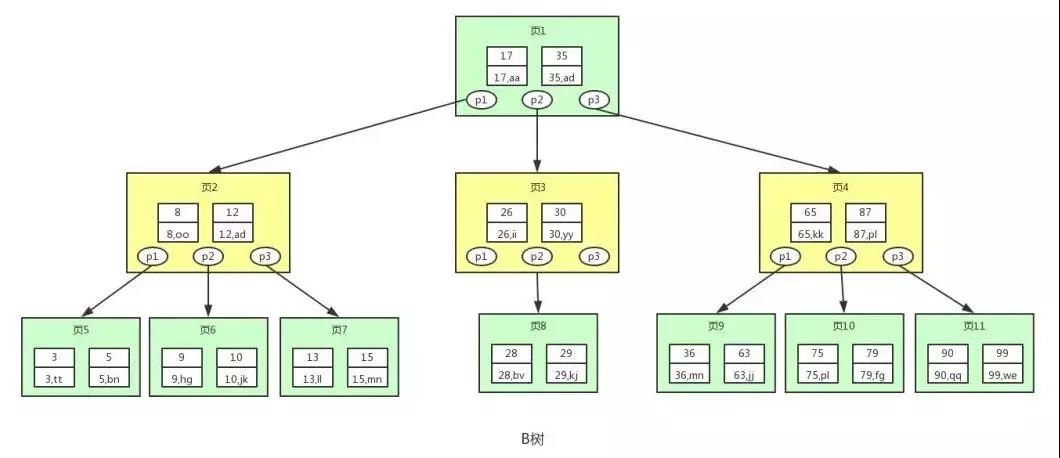 页1
17 35
17,aa 35,ad
p1 p2 p3
页2 页3 页4
8 12 26 30 65 87
8,oo 12,ad 26,ii 30,yy 65,kk 87,pl
p1 p2 p3 p1 p2 p3 p1 p2 p3
页5 页6 页7 页8 页9 页10 页11
3 5 9 10 13 15 28 29 36 63 75 79 90 99
3,tt 5,bn 9,hg 10,jk 13,ll 15,mn 28,bv 29,kj 36,mn 63,jj 75,pl 79,fg 90,qq 99,we
B树